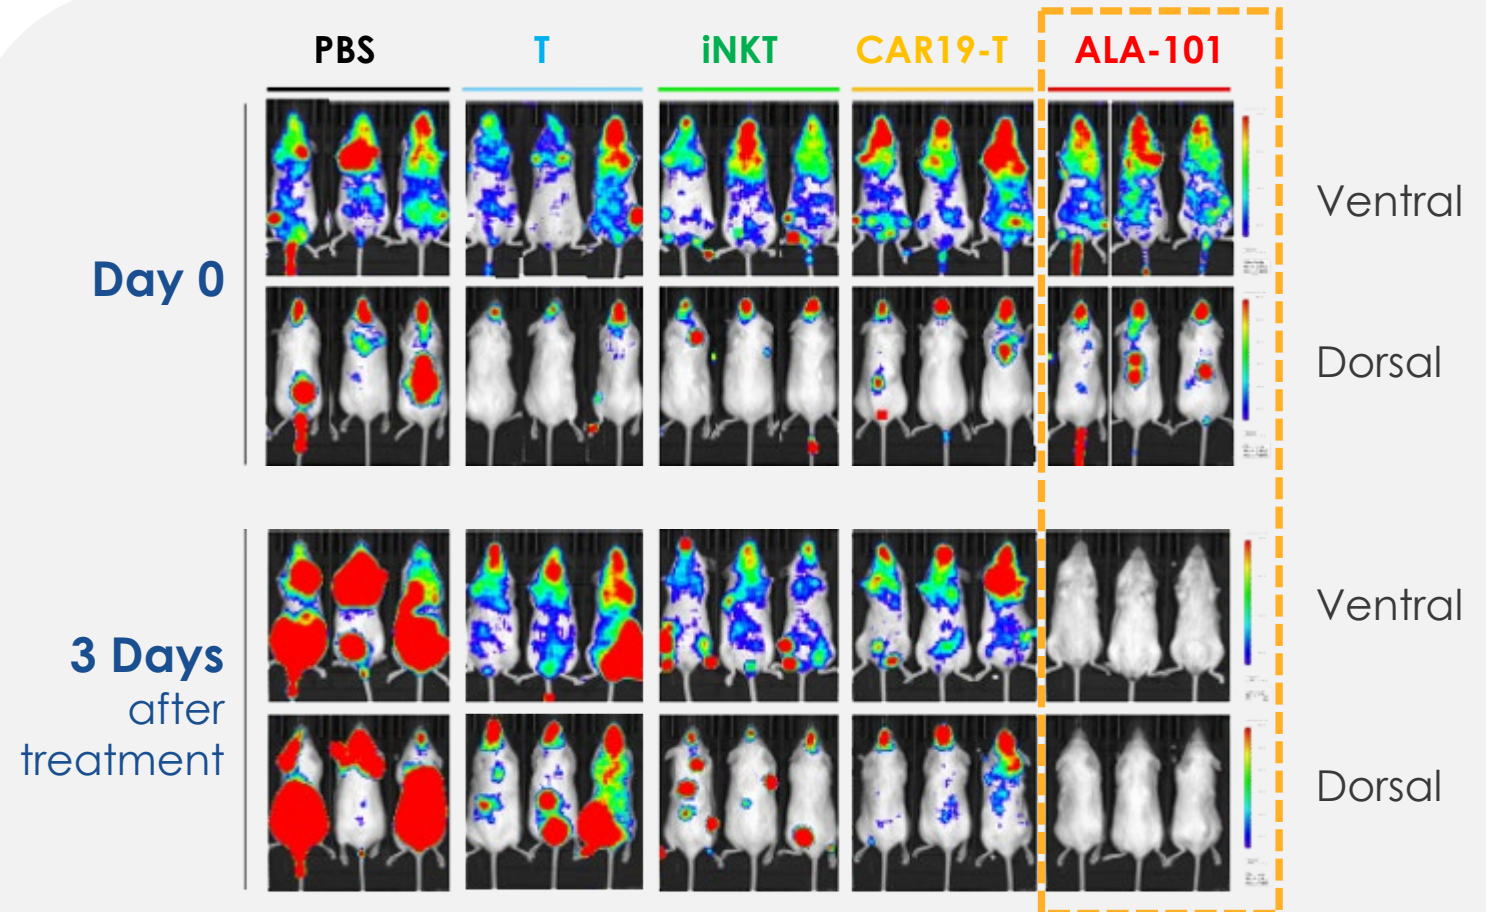 PBS T iNKT CAR19-T ALA-101
Day 0
Ventral
Dorsal
3 Days
after
treatment
Ventral
Dorsal